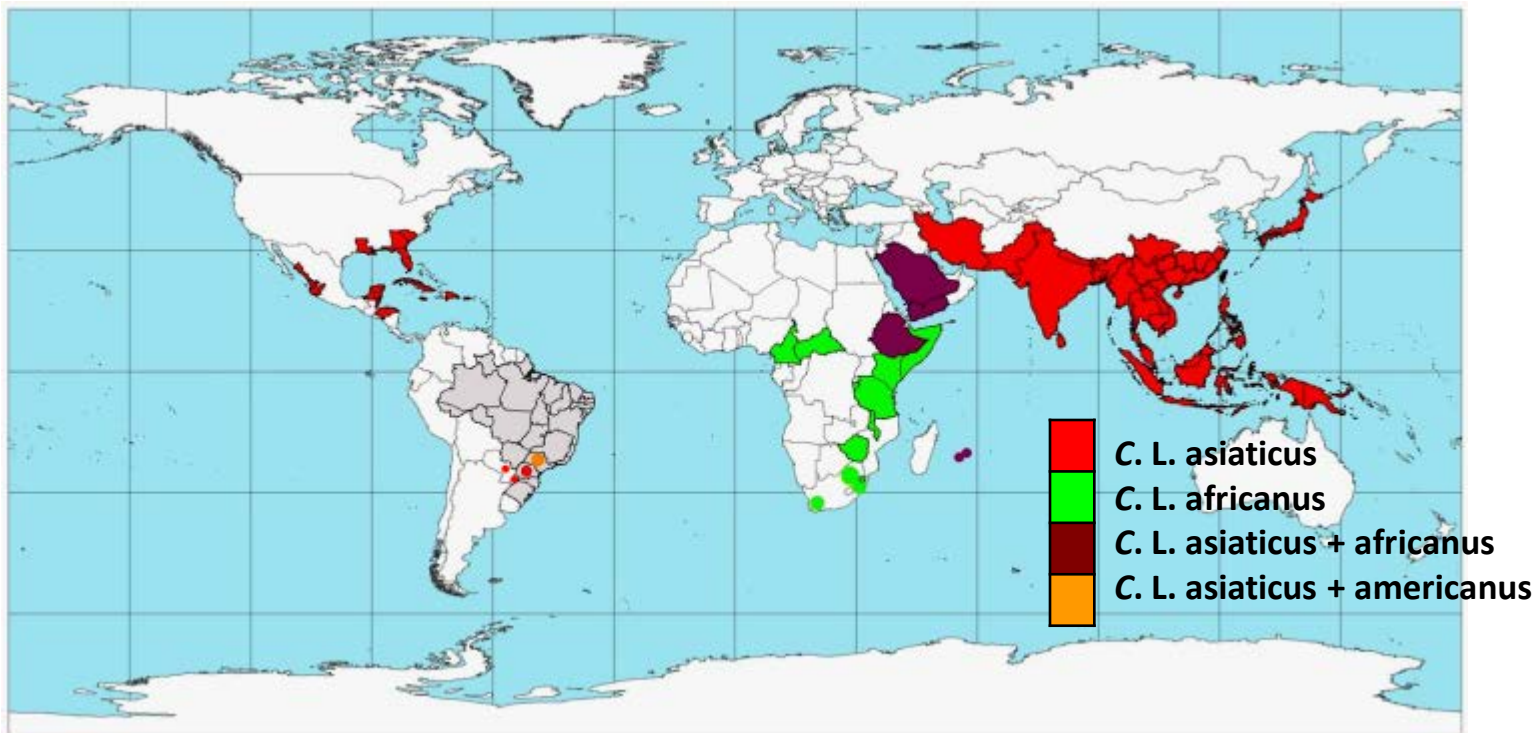 C. L. asiaticus
C. L. africanus
C. L. asiaticus + africanus
C. L. asiaticus + americanus